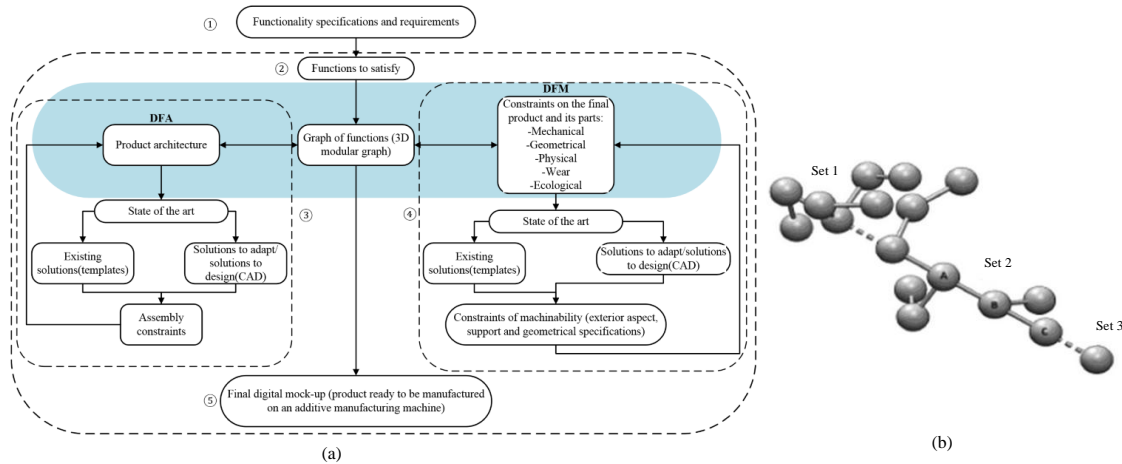 ① Functionality specifications and requirements
② Functions to satisfy
DFA
Product architecture
Graph of functions (3D
modular graph)
DFM
Constraints on the final
product and its parts:
-Mechanical
-Geometrical
-Physical
-Wear
-Ecological
③
④
State of the art
Existing
solutions(templates)
Solutions to adapt/
solutions to
design(CAD)
Assembly
constraints
State of the art
Existing
solutions(templates)
Solutions to adapt/solutions
to design(CAD)
Constraints of machinability (exterior aspect,
support and geometrical specifications)
⑤
Final digital mock-up (product ready to be manufactured
on an additive manufacturing machine)
(a)
Set 1
Set 2
A
B
C
Set 3
(b)